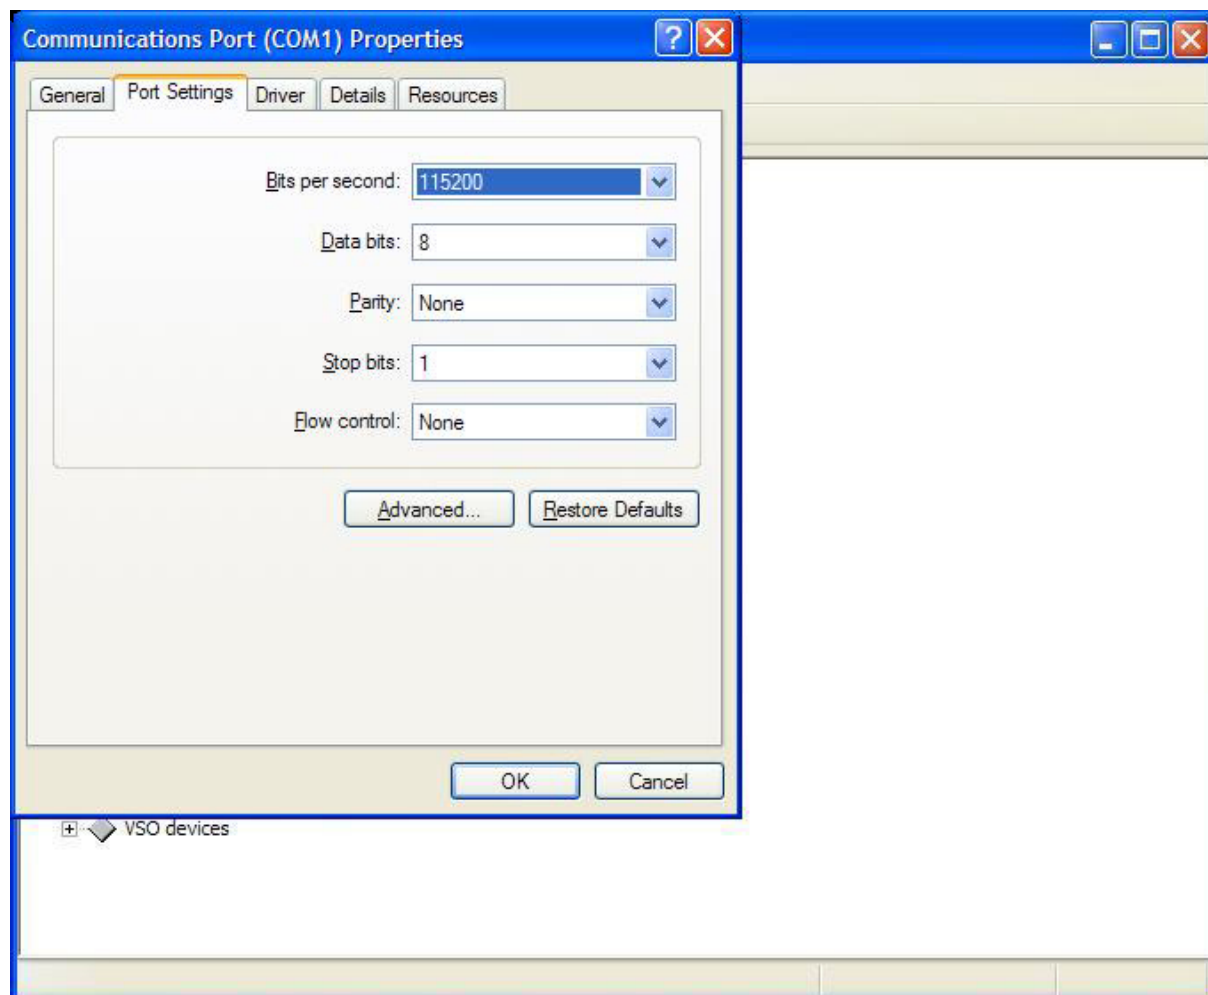 Communications Port (COM1) Properties
General Port Settings Driver Details Resources
Bits per second: 115200
Data bits: 8
Parity: None
Stop bits: 1
Flow control: None
Advanced... Restore Defaults
OK Cancel
VSO devices